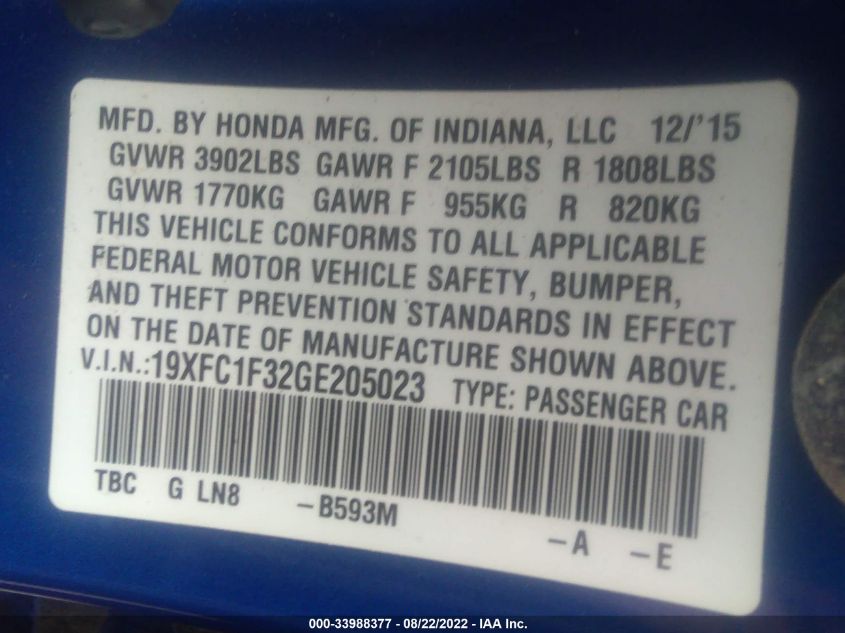 MFD. BY HONDA MFG. OF INDIANA, LLC 12/'15
GVWR 3902LBS GAWR F 2105LBS R 1808LBS
GVWR 1770KG GAWR F 955KG R 820KG
THIS VEHICLE CONFORMS TO ALL APPLICABLE
FEDERAL MOTOR VEHICLE SAFETY, BUMPER,
AND THEFT PREVENTION STANDARDS IN EFFECT
ON THE DATE OF MANUFACTURE SHOWN ABOVE.
V.I.N.:19XFC1F32GE205023 TYPE: PASSENGER CAR
TBC G LN8 -B593M -A -E
000-33988377 - 08/22/2022 - IAA Inc.